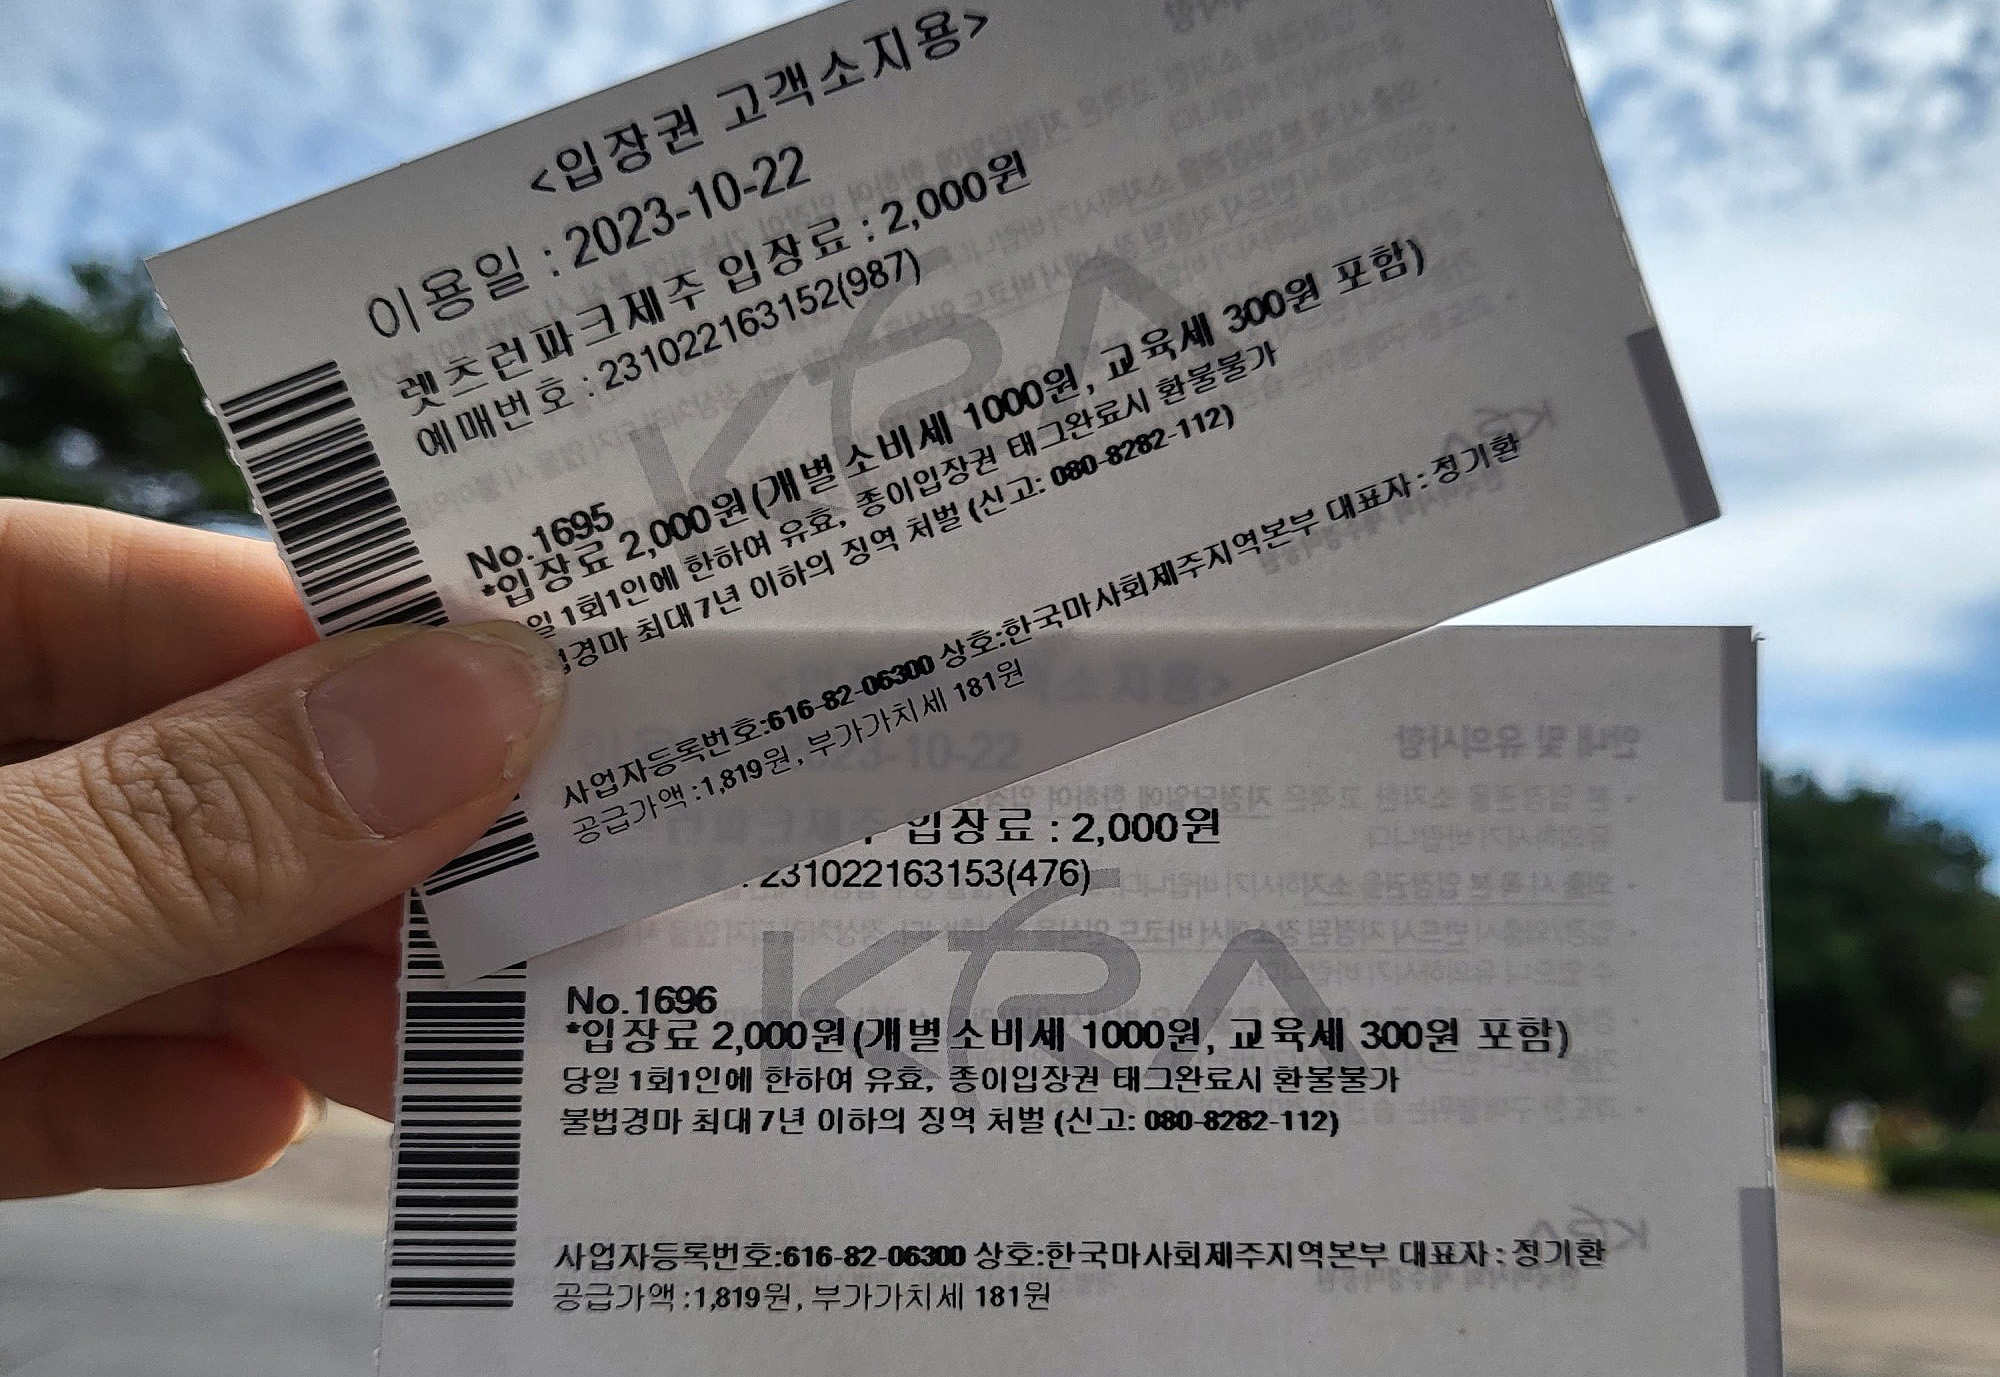 <입장권 고객소지용>
이용일 : 2023-10-22
렛츠런파크제주 입장료 : 2,000원
예매번호 : 231022163152(987)
KRA
No.1695
*입장료 2,000원(개별소비세 1000원, 교육세 300원 포함)
일 1회1인에 한하여 유효, 종이입장권 태그완료시 환불불가
경마 최대7년 이하의 징역 처벌 (신고: 080-8282-112)
사업자등록번호:616-82-06300 상호:한국마사회제주지역본부 대표자 : 정기환
공급가액 :1,819원, 부가가치세 181원
입장료 : 2,000원
: 231022163153(476)
KRA
No.1696
*입장료 2,000원(개별소비세 1000원, 교육세 300원 포함)
당일 1회1인에 한하여 유효, 종이입장권 태그완료시 환불불가
불법경마 최대7년 이하의 징역 처벌 (신고: 080-8282-112)
사업자등록번호:616-82-06300 상호:한국마사회제주지역본부 대표자 : 정기환
공급가액 :1,819원, 부가가치세 181원